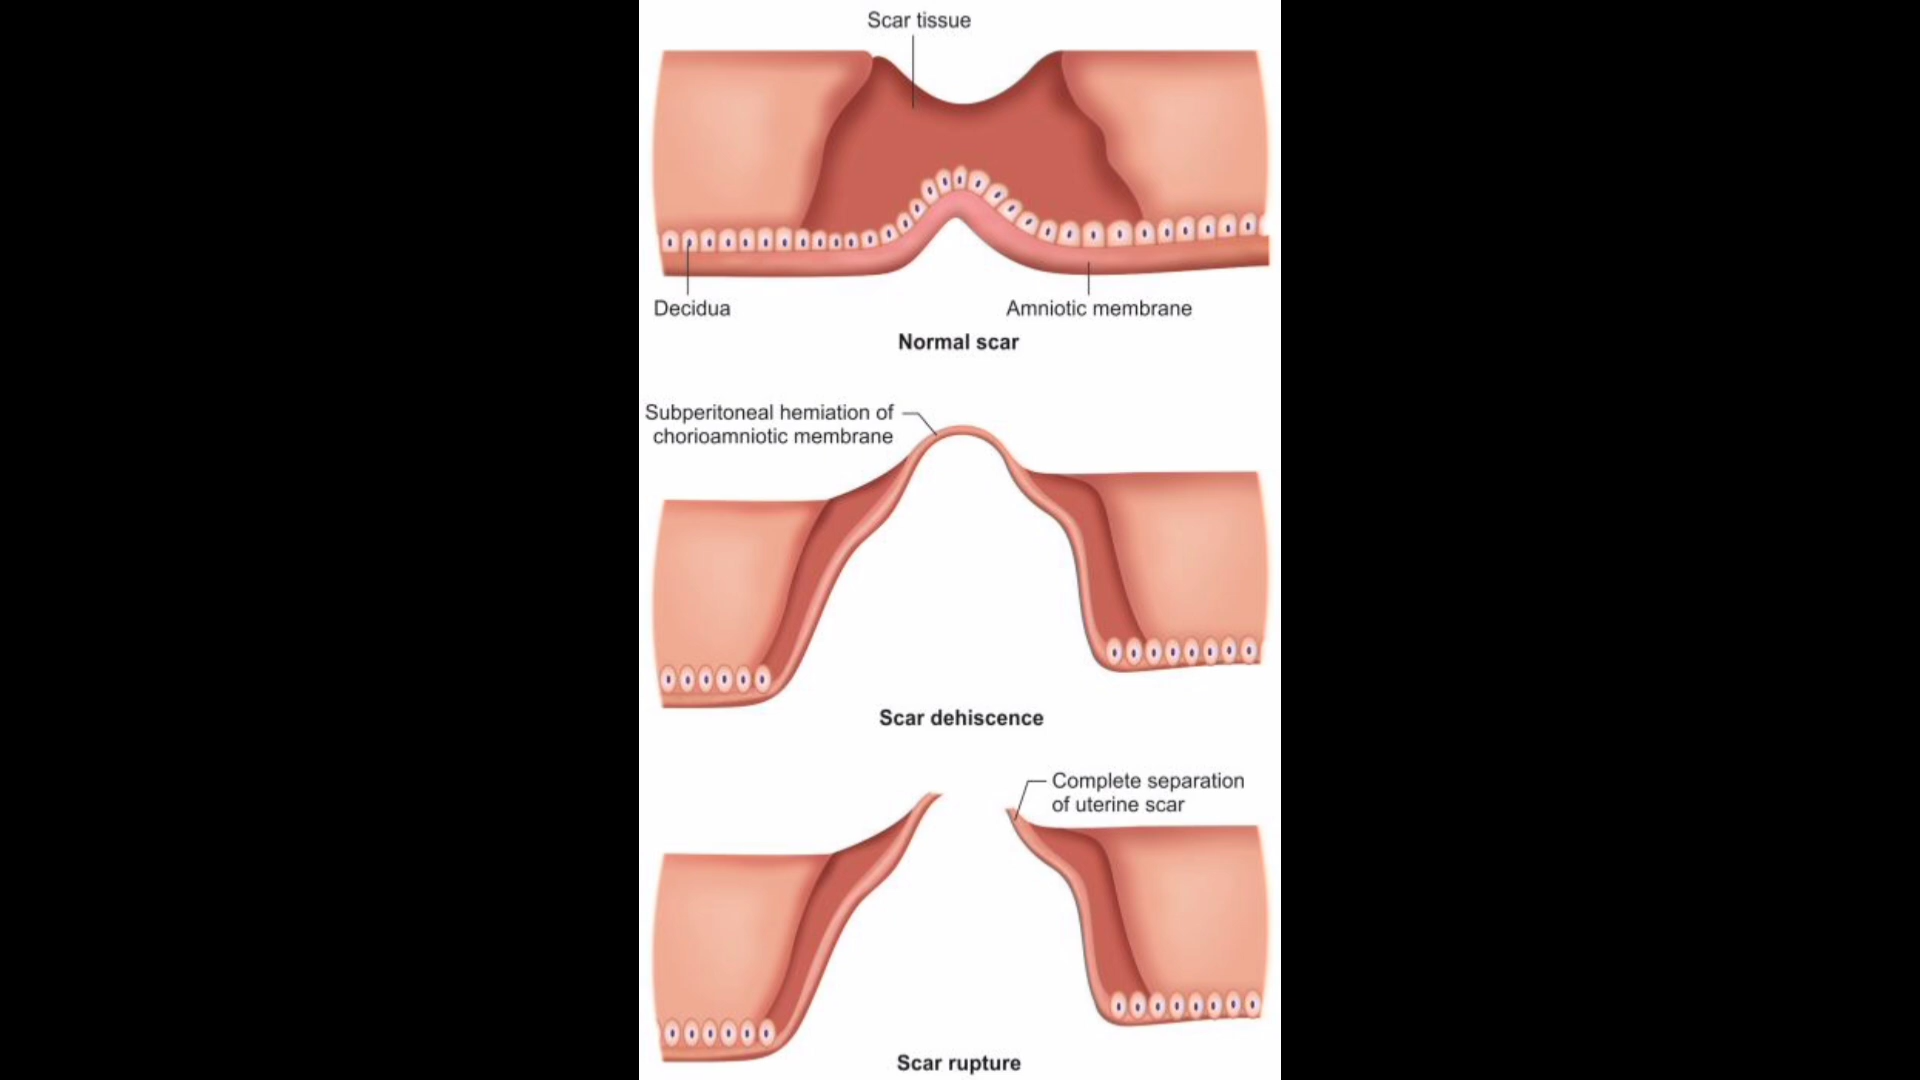 Scar tissue
Decidua
Amniotic membrane
Normal scar
Subperitoneal hemiation of
chorioamniotic membrane
Scar dehiscence
Complete separation
of uterine scar
Scar rupture